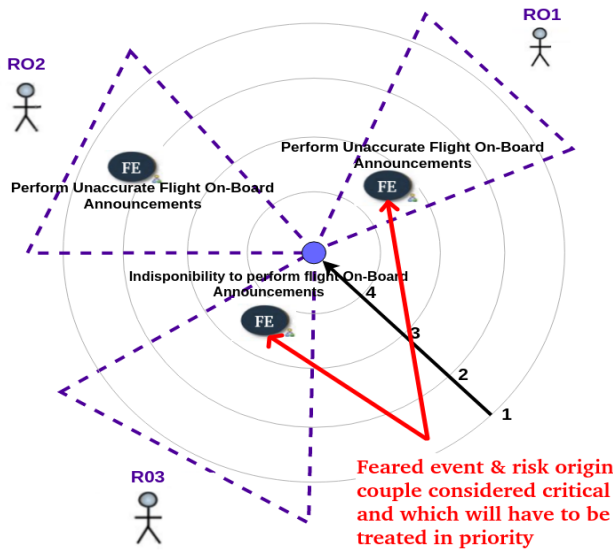 RO1
RO2
FE
Perform Unaccurate Flight On-Board
Announcements
Perform Unaccurate Flight On-Board
Announcements
FE
Indisponibility to perform flight On-Board
Announcements
FE
4
3
2
1
R03
Feared event & risk origin
couple considered critical
and which will have to be
treated in priority